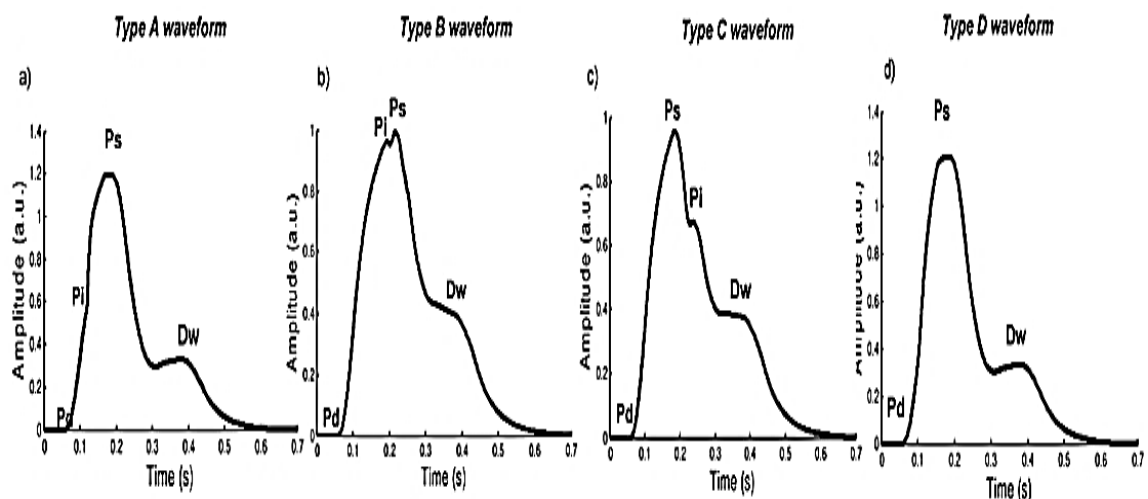 Type A waveform
Type B waveform
Type C waveform
Type D waveform
a)
b)
c)
d)
Amplitude (a.u.)
1.4
1.2
1
0.8
0.6
0.4
0.2
0
Ps
Pi
Pd
Dw
0 0.1 0.2 0.3 0.4 0.5 0.6 0.7
Time (s)
Amplitude (a.u.)
1
0.8
0.6
0.4
0.2
0
Pi Ps
Dw
Pd
0 0.1 0.2 0.3 0.4 0.5 0.6 0.7
Time (s)
Amplitude (a.u.)
1
0.8
0.6
0.4
0.2
0
Ps
Pi
Dw
Pd
0 0.1 0.2 0.3 0.4 0.5 0.6 0.7
Time (s)
Amplitude (a.u.)
1.4
1.2
1
0.8
0.6
0.4
0.2
0
Ps
Dw
Pd
0 0.1 0.2 0.3 0.4 0.5 0.6 0.7
Time (s)